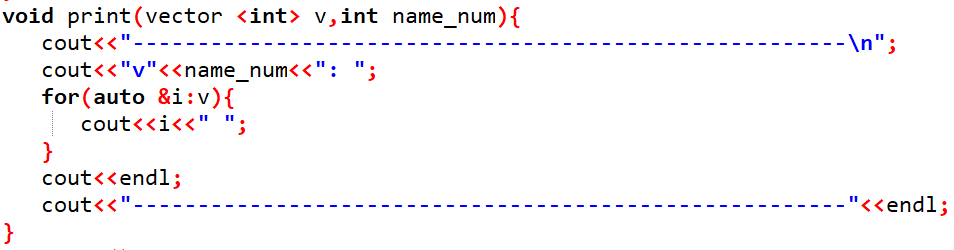 void print(vector <int> v,int name_num){
   cout<<"-------------------------------------------------------\n";
   cout<<"v"<<name_num<<": ";
   for(auto &i:v){
      cout<<i<<" ";
   }
   cout<<endl;
   cout<<"-------------------------------------------------------"<<endl;
}